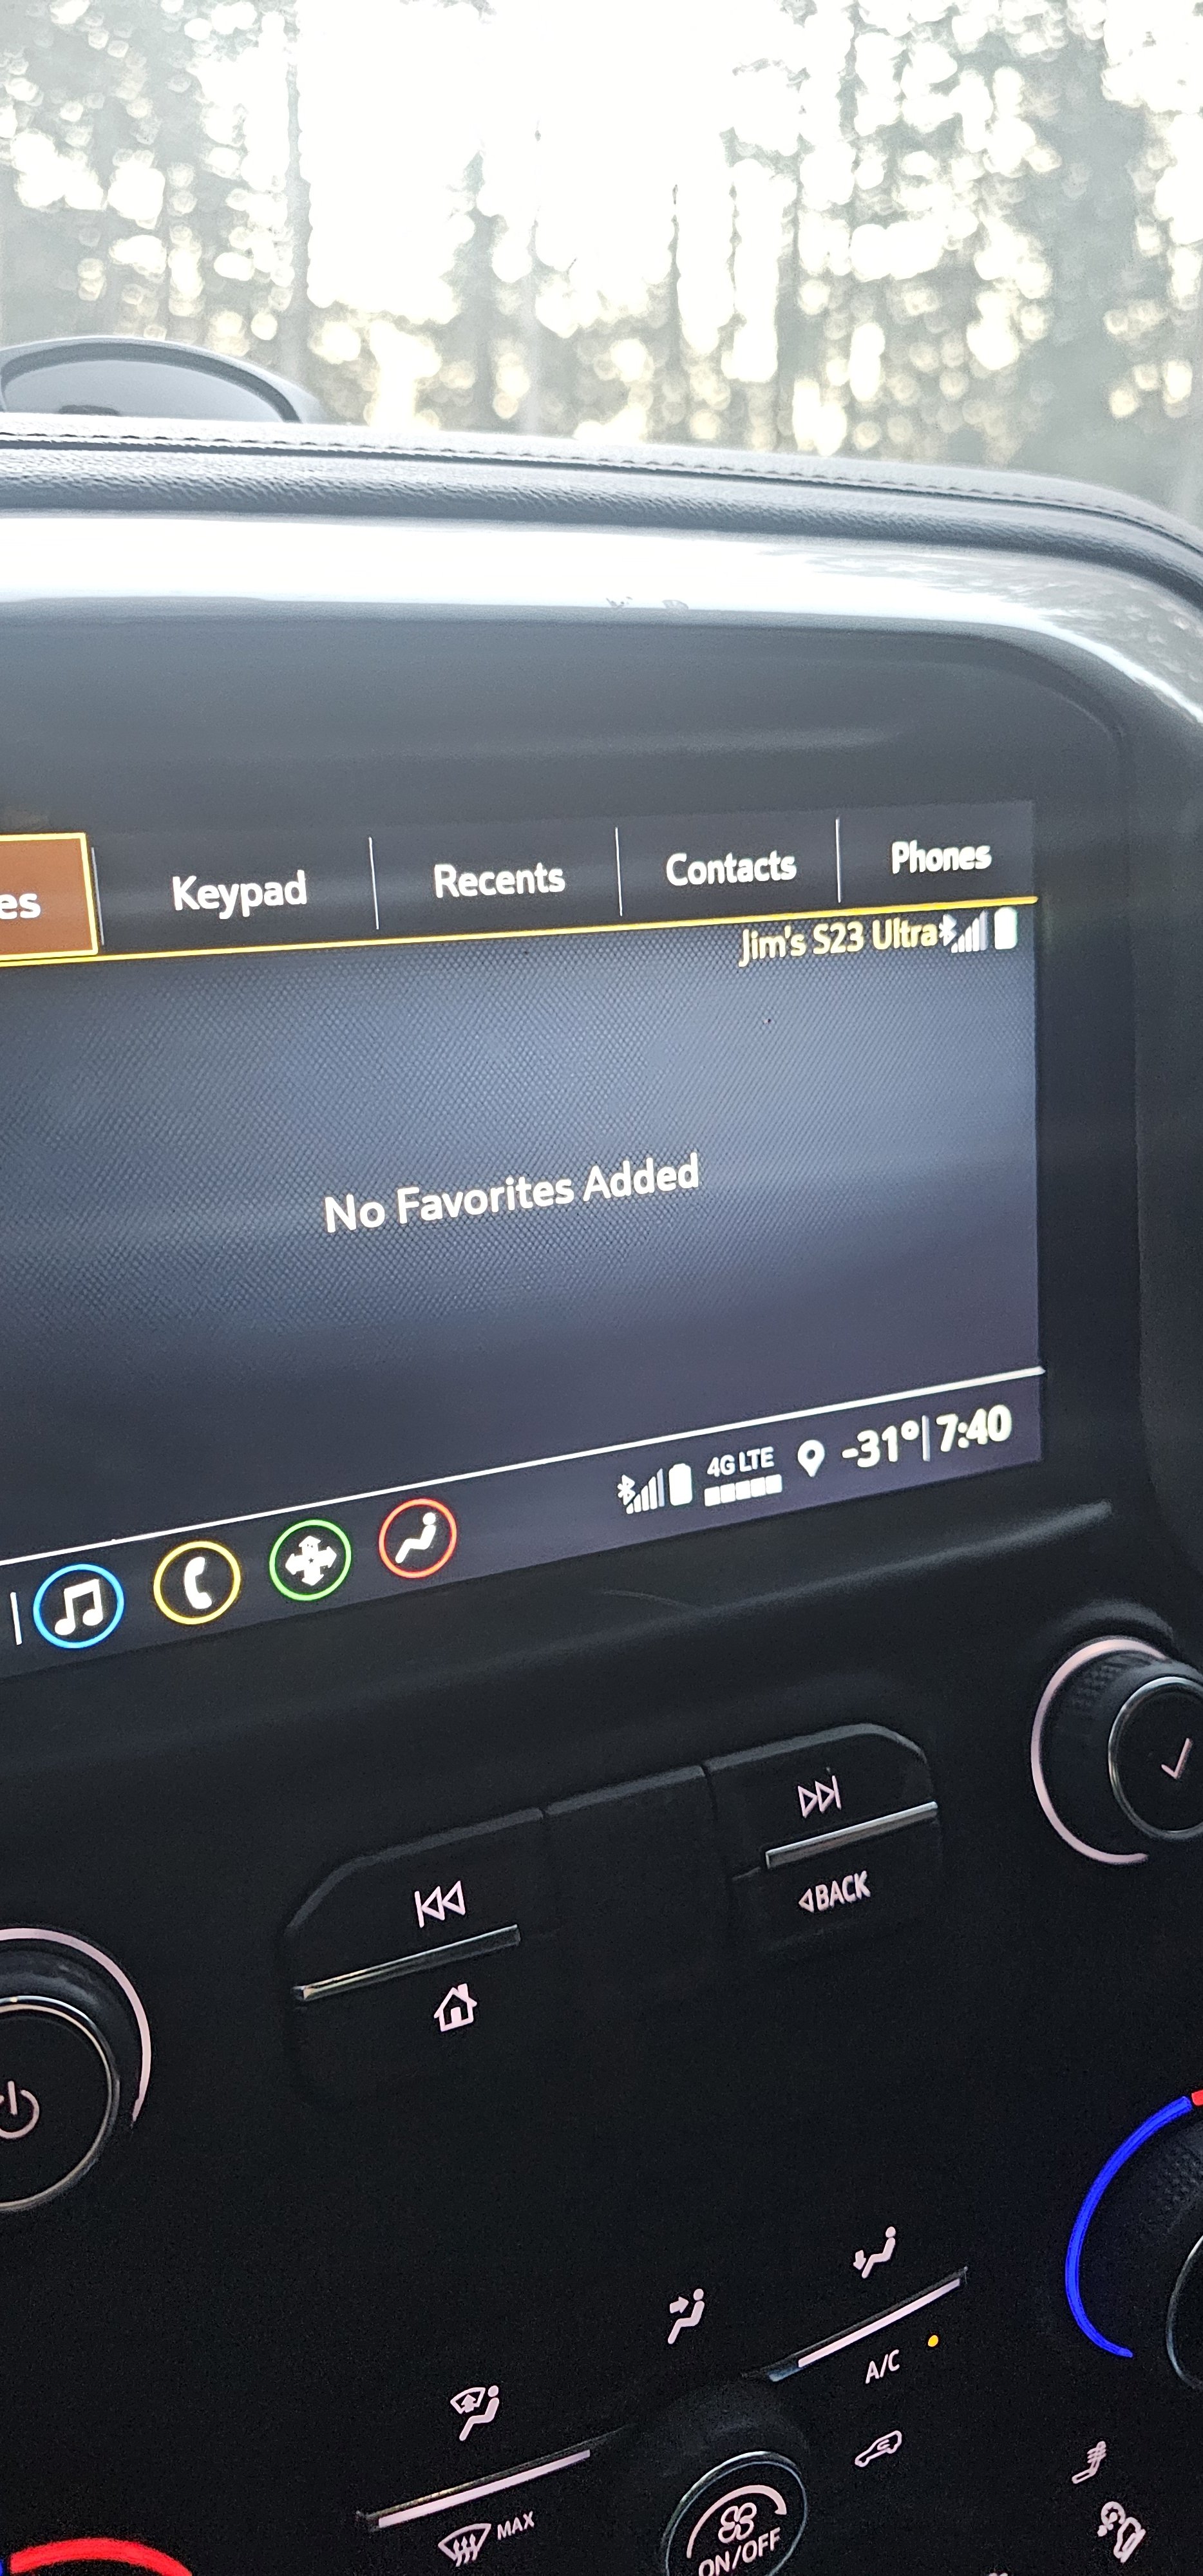 es
Keypad
Recents
Contacts
Phones
Jim's S23 Ultra
No Favorites Added
4G LTE
-31°
7:40
BACK
A/C
MAX
ON/OFF